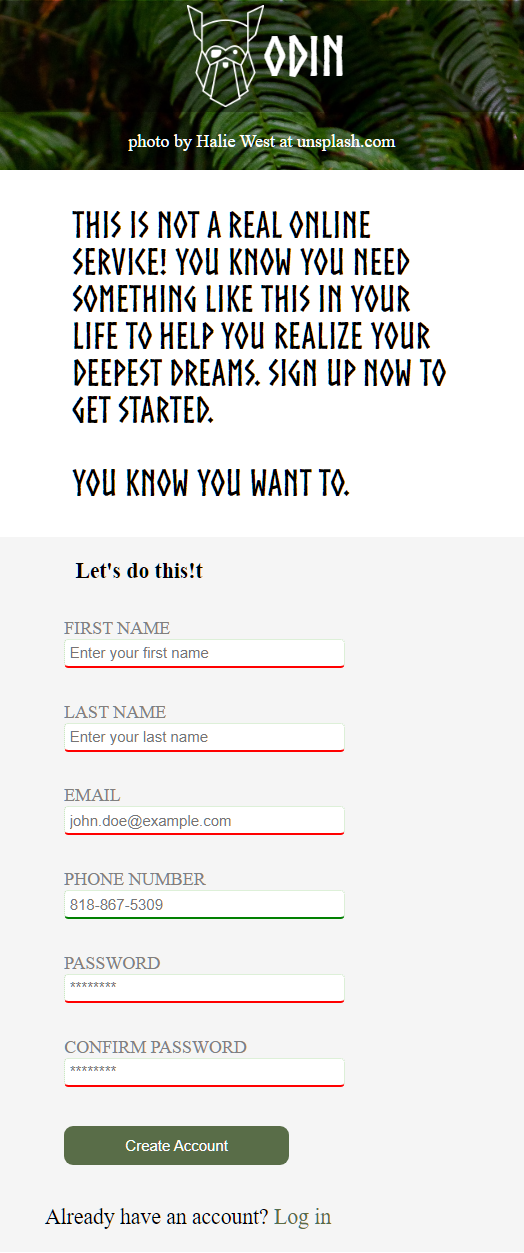 ODIN
photo by Halie West at unsplash.com
THIS IS NOT A REAL ONLINE
SERVICE! YOU KNOW YOU NEED
SOMETHING LIKE THIS IN YOUR
LIFE TO HELP YOU REALIZE YOUR
DEEPEST DREAMS. SIGN UP NOW TO
GET STARTED.
YOU KNOW YOU WANT TO.
Let's do this!t
FIRST NAME
Enter your first name
LAST NAME
Enter your last name
EMAIL
john.doe@example.com
PHONE NUMBER
818-867-5309
PASSWORD
********
CONFIRM PASSWORD
********
Create Account
Already have an account? Log in